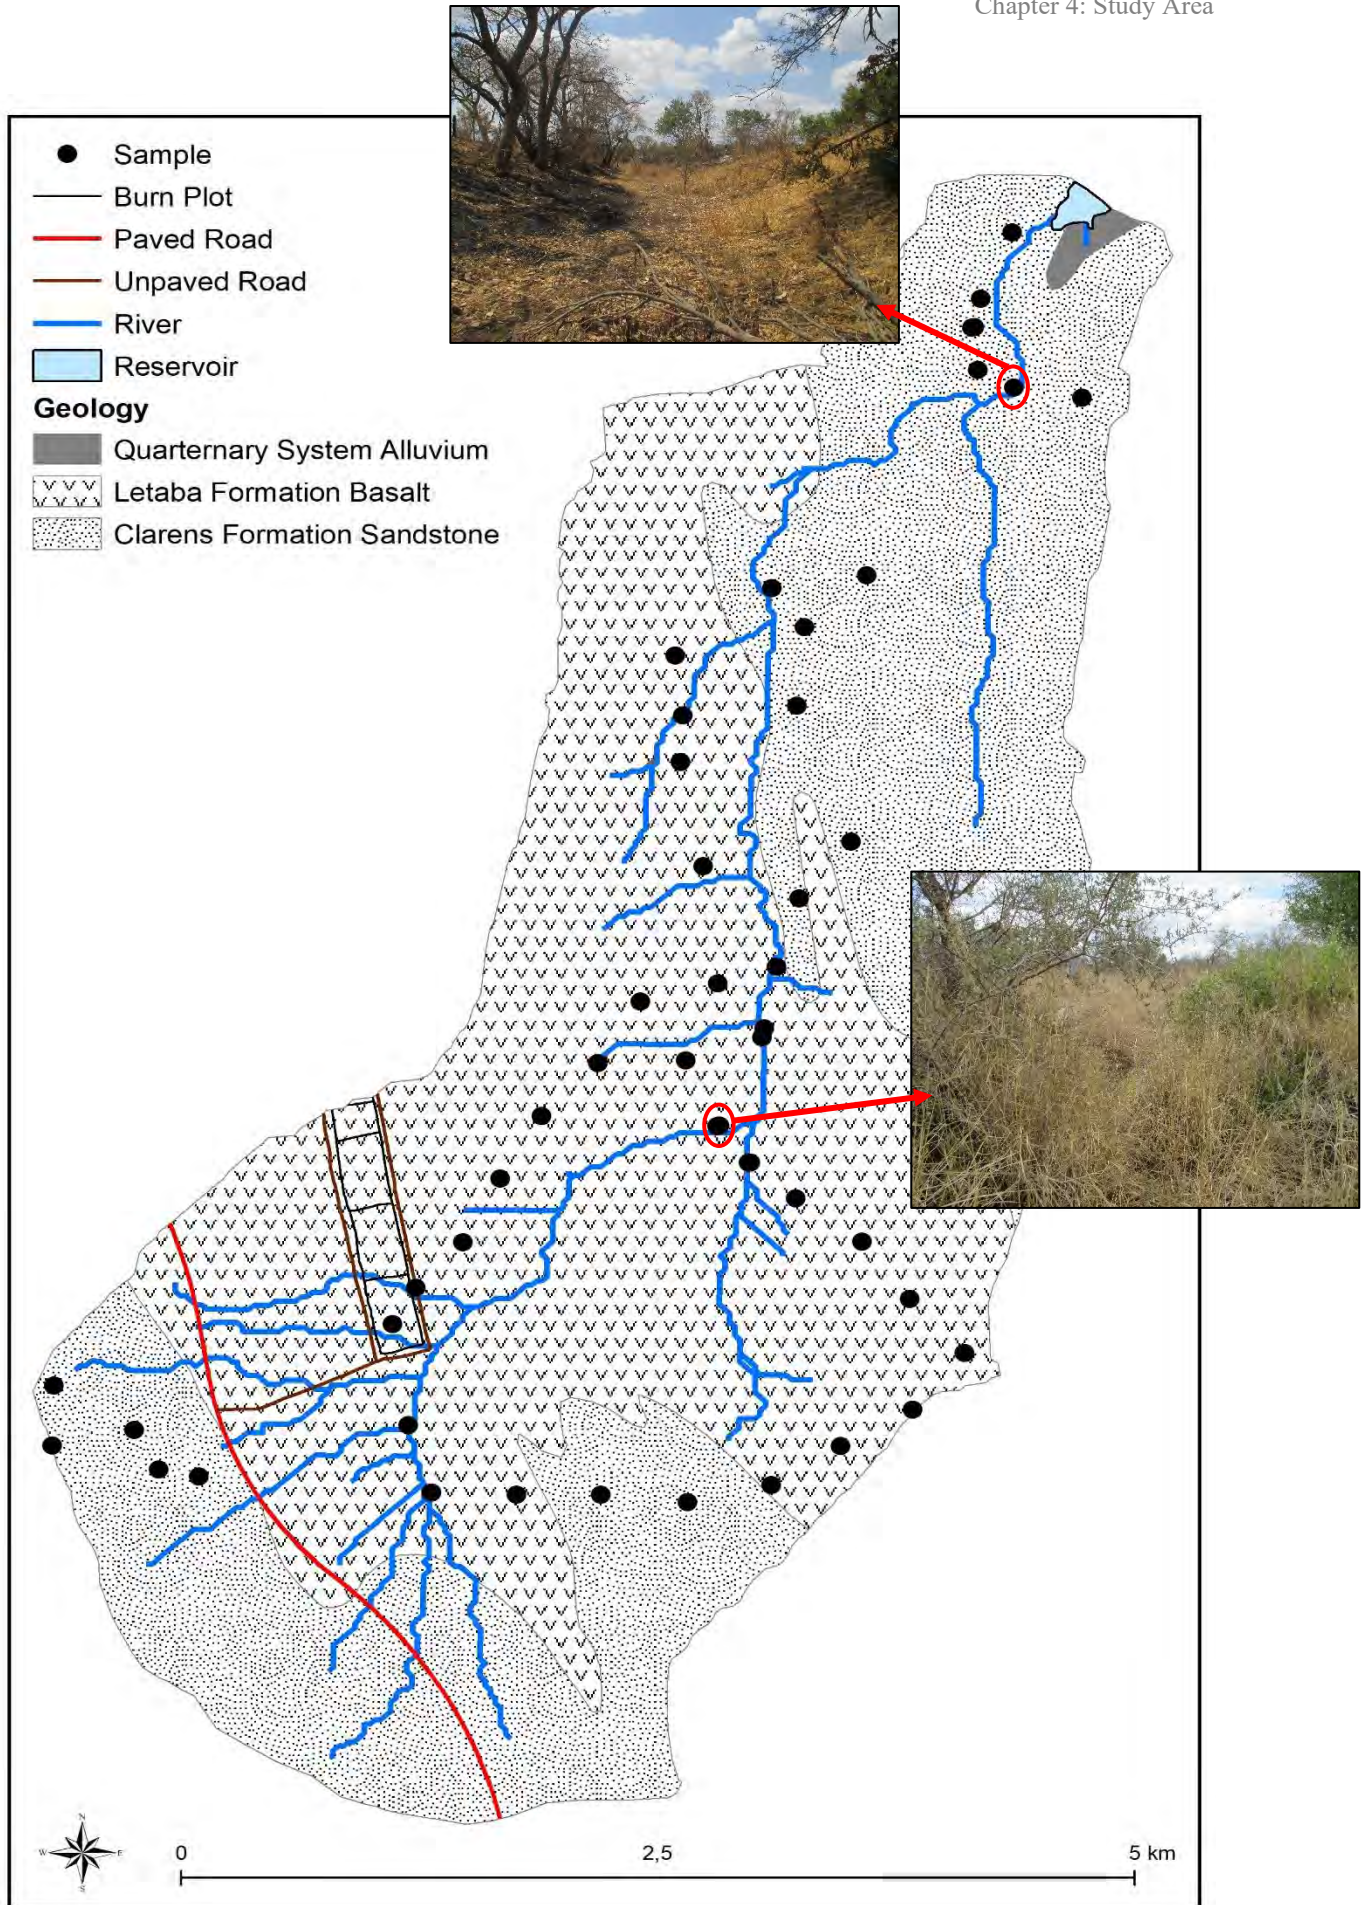 Chapter 4: Study Area
Sample
Burn Plot
Paved Road
Unpaved Road
River
Reservoir
Geology
Quarternary System Alluvium
Letaba Formation Basalt
Clarens Formation Sandstone
N
W E
S
0 2,5 5 km